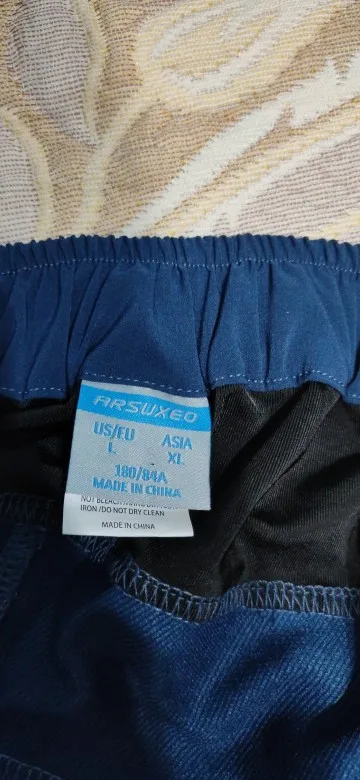 ARSUXEO
US/EU ASIA
L XL
180/84A
MADE IN CHINA
NOT BLEACH
IRON /DO NOT DRY CLEAN
MADE IN CHINA